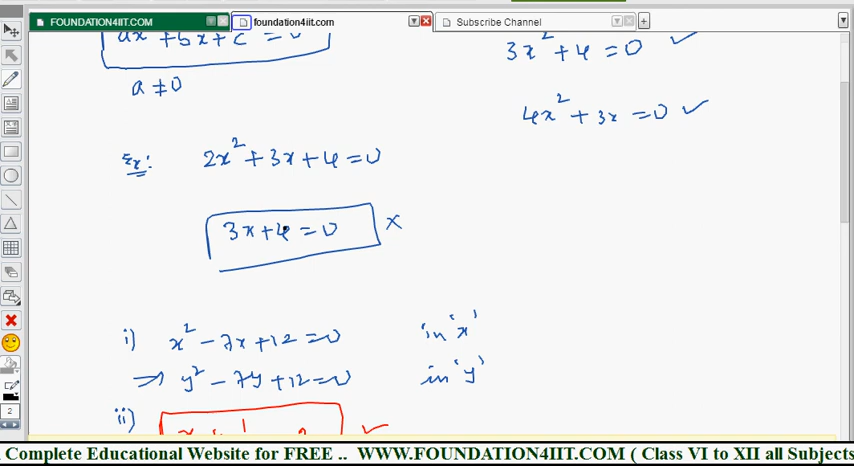 FOUNDATION4IIT.COM
foundation4iit.com
Subscribe Channel
ax² + bx + c = 0
a ≠ 0
3x² + 4 = 0 ✓
4x² + 3x = 0 ✓
Ex: 2x² + 3x + 4 = 0
3x + 4 = 0 ×
i) x² - 7x + 12 = 0 in 'x'
⇒ y² - 7y + 12 = 0 in 'y'
ii)
2
Complete Educational Website for FREE .. WWW.FOUNDATION4IIT.COM ( Class VI to XII all Subjects